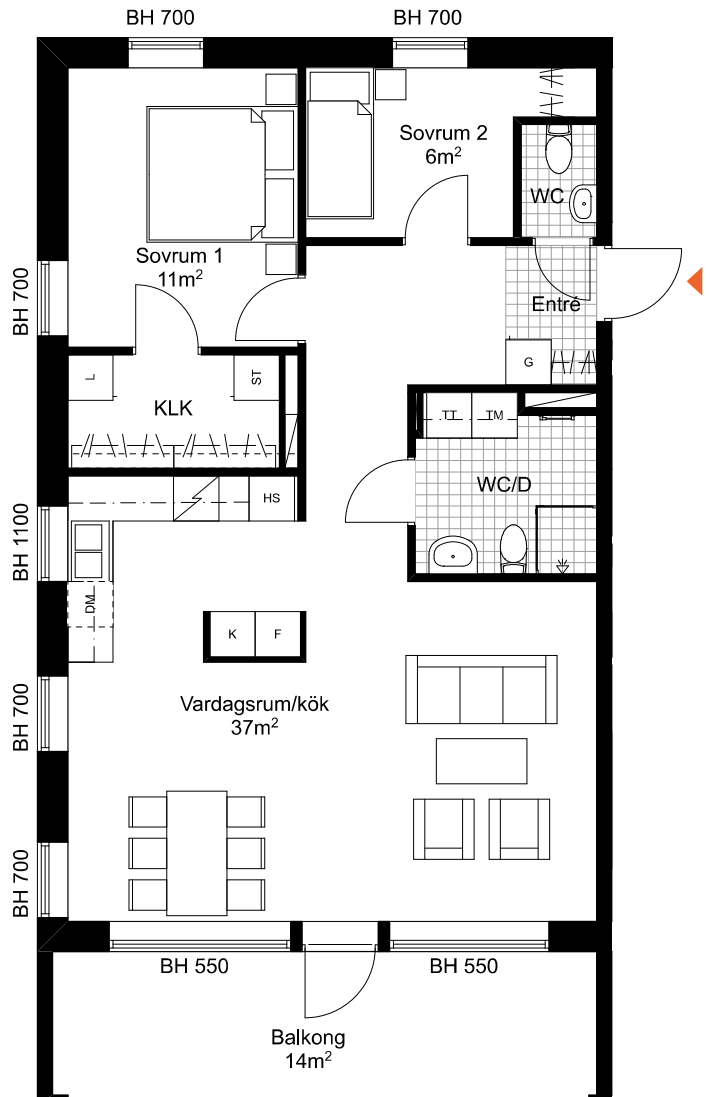 BH 700
BH 700
Sovrum 2
6m²
WC
Sovrum 1
11m²
BH 700
Entré
G
L
ST
KLK
TT
TM
WC/D
HS
BH 1100
DM
K
F
Vardagsrum/kök
37m²
BH 700
BH 700
BH 550
BH 550
Balkong
14m²